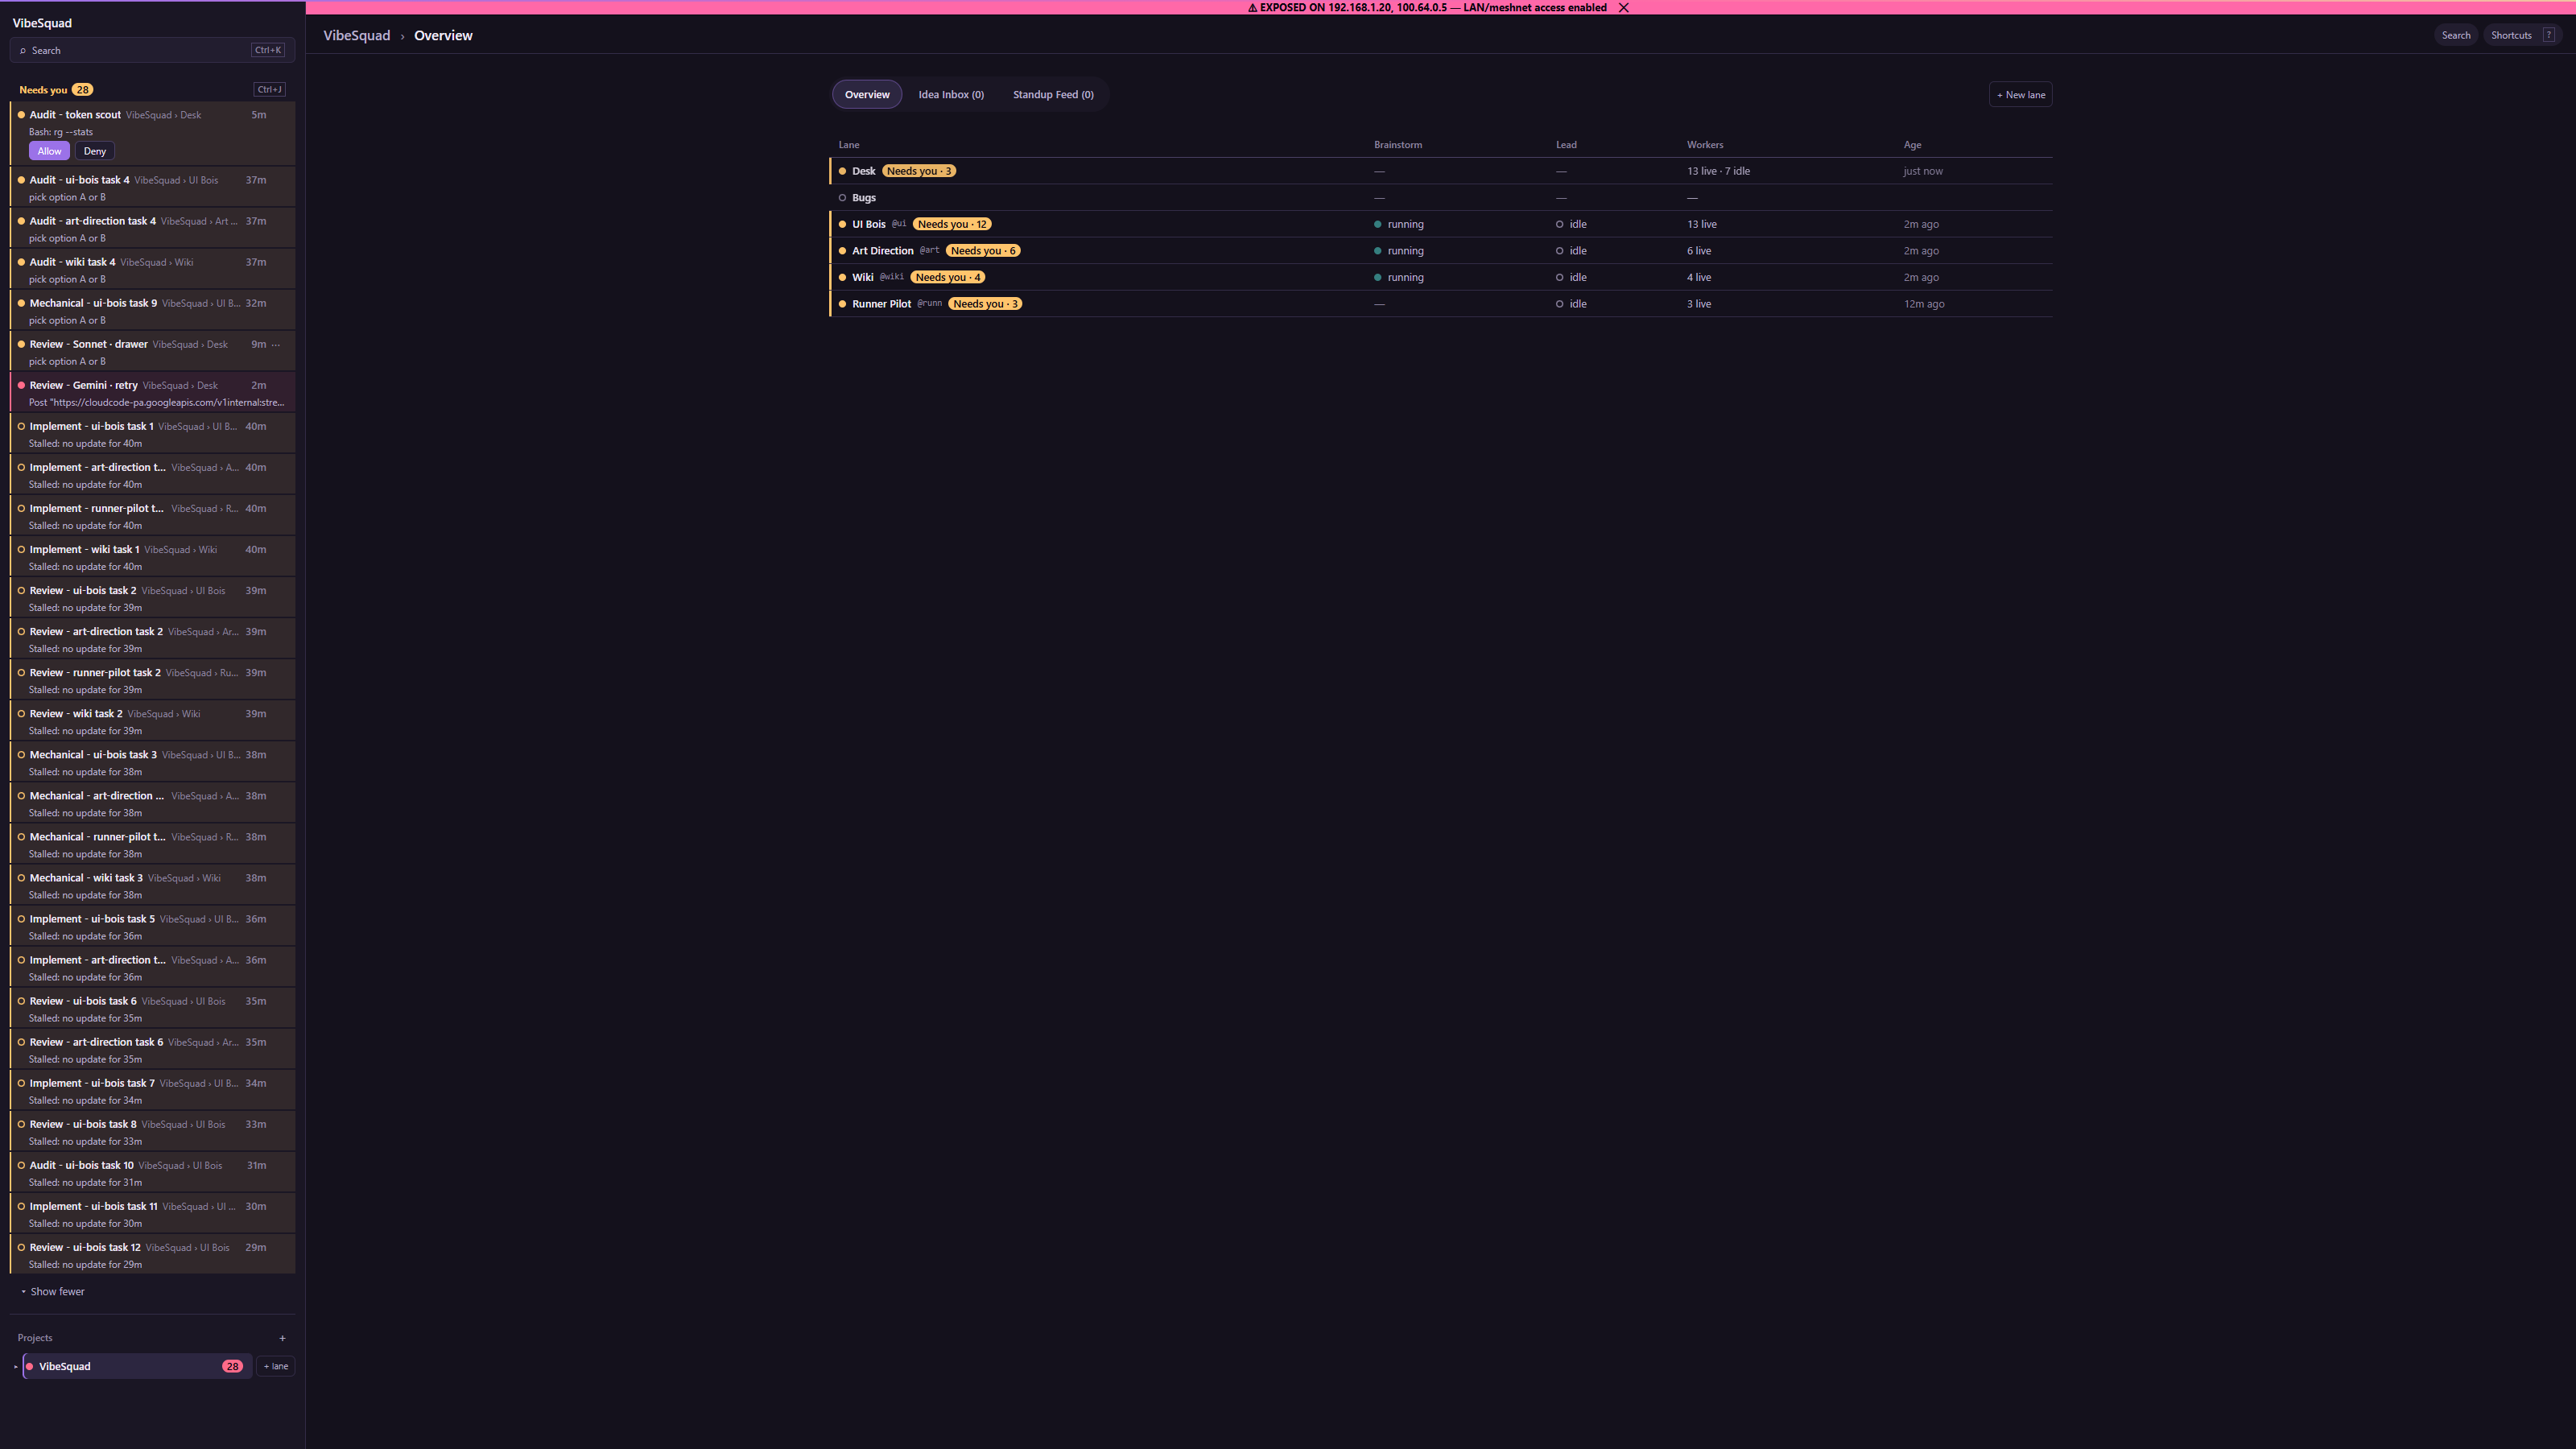 ⚠ EXPOSED ON 192.168.1.20, 100.64.0.5 — LAN/meshnet access enabled
VibeSquad
Search Ctrl+K
Needs you 28 Ctrl+J
Audit - token scout VibeSquad › Desk 5m
Bash: rg --stats
Allow Deny
Audit - ui-bois task 4 VibeSquad › UI Bois 37m
pick option A or B
Audit - art-direction task 4 VibeSquad › Art ... 37m
pick option A or B
Audit - wiki task 4 VibeSquad › Wiki 37m
pick option A or B
Mechanical - ui-bois task 9 VibeSquad › UI B... 32m
pick option A or B
Review - Sonnet · drawer VibeSquad › Desk 9m ...
pick option A or B
Review - Gemini · retry VibeSquad › Desk 2m
Post "https://cloudcode-pa.googleapis.com/v1internal:stre...
Implement - ui-bois task 1 VibeSquad › UI B... 40m
Stalled: no update for 40m
Implement - art-direction t... VibeSquad › A... 40m
Stalled: no update for 40m
Implement - runner-pilot t... VibeSquad › R... 40m
Stalled: no update for 40m
Implement - wiki task 1 VibeSquad › Wiki 40m
Stalled: no update for 40m
Review - ui-bois task 2 VibeSquad › UI Bois 39m
Stalled: no update for 39m
Review - art-direction task 2 VibeSquad › Ar... 39m
Stalled: no update for 39m
Review - runner-pilot task 2 VibeSquad › Ru... 39m
Stalled: no update for 39m
Review - wiki task 2 VibeSquad › Wiki 39m
Stalled: no update for 39m
Mechanical - ui-bois task 3 VibeSquad › UI B... 38m
Stalled: no update for 38m
Mechanical - art-direction ... VibeSquad › A... 38m
Stalled: no update for 38m
Mechanical - runner-pilot t... VibeSquad › R... 38m
Stalled: no update for 38m
Mechanical - wiki task 3 VibeSquad › Wiki 38m
Stalled: no update for 38m
Implement - ui-bois task 5 VibeSquad › UI B... 36m
Stalled: no update for 36m
Implement - art-direction t... VibeSquad › A... 36m
Stalled: no update for 36m
Review - ui-bois task 6 VibeSquad › UI Bois 35m
Stalled: no update for 35m
Review - art-direction task 6 VibeSquad › Ar... 35m
Stalled: no update for 35m
Implement - ui-bois task 7 VibeSquad › UI B... 34m
Stalled: no update for 34m
Review - ui-bois task 8 VibeSquad › UI Bois 33m
Stalled: no update for 33m
Audit - ui-bois task 10 VibeSquad › UI Bois 31m
Stalled: no update for 31m
Implement - ui-bois task 11 VibeSquad › UI ... 30m
Stalled: no update for 30m
Review - ui-bois task 12 VibeSquad › UI Bois 29m
Stalled: no update for 29m
Show fewer
Projects +
VibeSquad 28 + lane
VibeSquad › Overview
Search Shortcuts ?
Overview Idea Inbox (0) Standup Feed (0) + New lane
Lane Brainstorm Lead Workers Age
Desk Needs you · 3 — — 13 live · 7 idle just now
Bugs — — —
UI Bois @ui Needs you · 12 running idle 13 live 2m ago
Art Direction @art Needs you · 6 running idle 6 live 2m ago
Wiki @wiki Needs you · 4 running idle 4 live 2m ago
Runner Pilot @runn Needs you · 3 — idle 3 live 12m ago